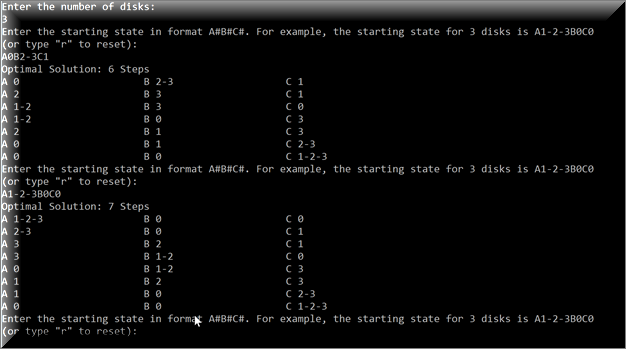 Enter the number of disks:
3
Enter the starting state in format A#B#C#. For example, the starting state for 3 disks is A1-2-3B0C0
(or type "r" to reset):
A0B2-3C1
Optimal Solution: 6 Steps
A 0 B 2-3 C 1
A 2 B 3 C 1
A 1-2 B 3 C 0
A 1-2 B 0 C 3
A 2 B 1 C 3
A 0 B 1 C 2-3
A 0 B 0 C 1-2-3
Enter the starting state in format A#B#C#. For example, the starting state for 3 disks is A1-2-3B0C0
(or type "r" to reset):
A1-2-3B0C0
Optimal Solution: 7 Steps
A 1-2-3 B 0 C 0
A 2-3 B 0 C 1
A 3 B 2 C 1
A 3 B 1-2 C 0
A 0 B 1-2 C 3
A 1 B 2 C 3
A 1 B 0 C 2-3
A 0 B 0 C 1-2-3
Enter the starting state in format A#B#C#. For example, the starting state for 3 disks is A1-2-3B0C0
(or type "r" to reset):